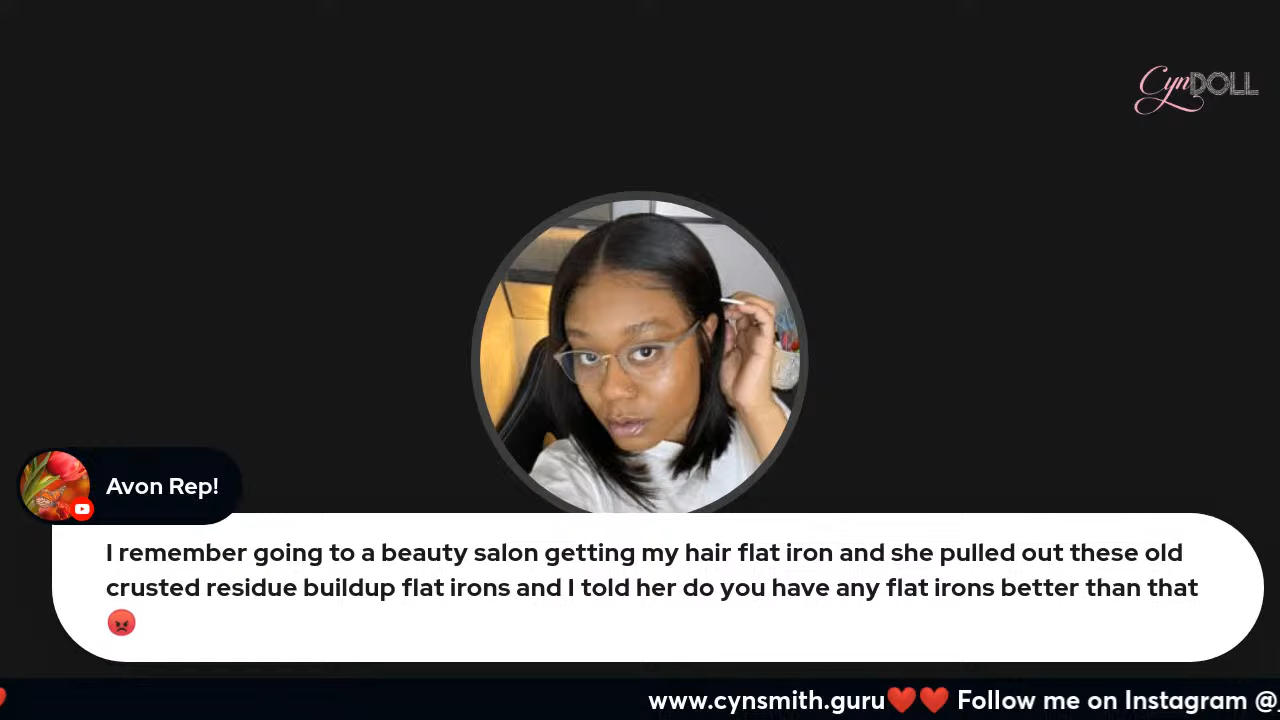 CynDOLL
Avon Rep!
I remember going to a beauty salon getting my hair flat iron and she pulled out these old
crusted residue buildup flat irons and I told her do you have any flat irons better than that
😡
www.cynsmith.guru❤️❤️ Follow me on Instagram @